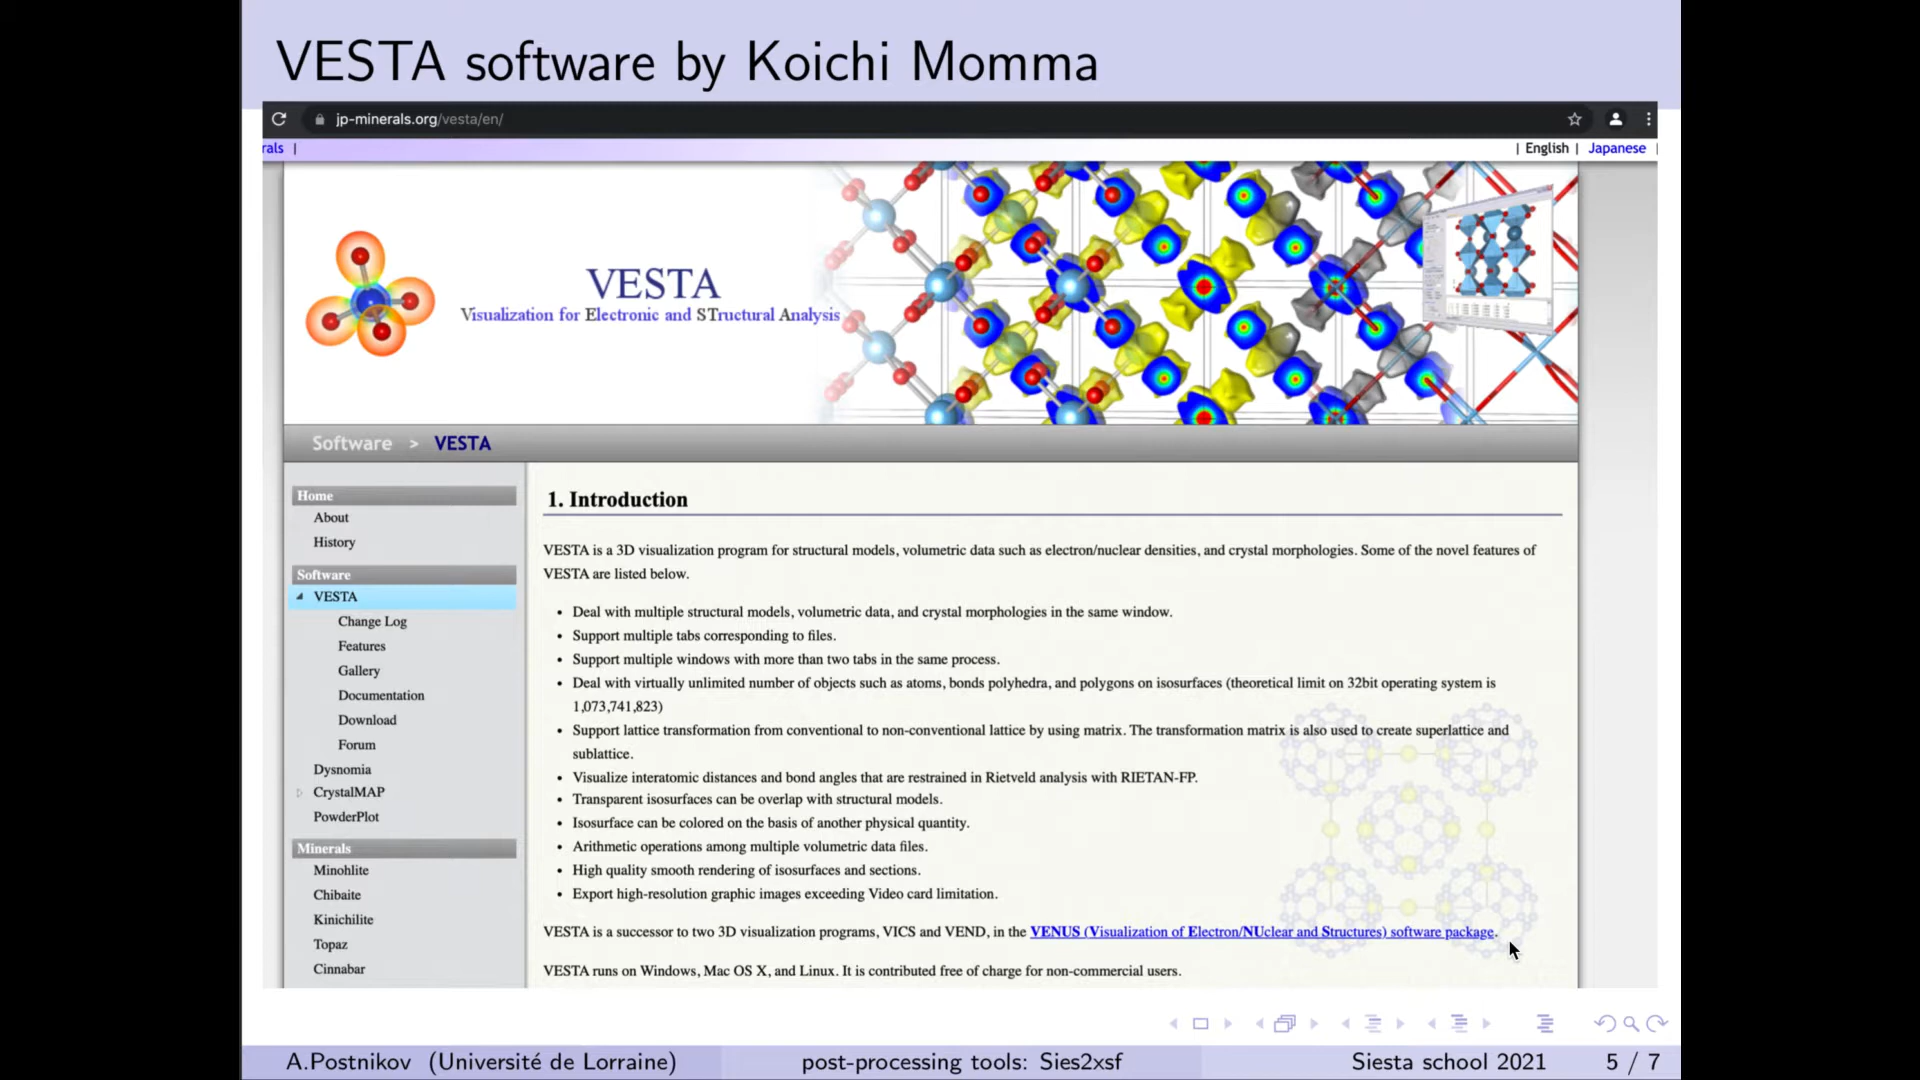 VESTA software by Koichi Momma
jp-minerals.org/vesta/en/
rals |
| English | Japanese |
VESTA
Visualization for Electronic and STructural Analysis
Software > VESTA
Home
About
History
Software
VESTA
Change Log
Features
Gallery
Documentation
Download
Forum
Dysnomia
CrystalMAP
PowderPlot
Minerals
Minohlite
Chibaite
Kinichilite
Topaz
Cinnabar
1. Introduction
VESTA is a 3D visualization program for structural models, volumetric data such as electron/nuclear densities, and crystal morphologies. Some of the novel features of
VESTA are listed below.
• Deal with multiple structural models, volumetric data, and crystal morphologies in the same window.
• Support multiple tabs corresponding to files.
• Support multiple windows with more than two tabs in the same process.
• Deal with virtually unlimited number of objects such as atoms, bonds polyhedra, and polygons on isosurfaces (theoretical limit on 32bit operating system is
1,073,741,823)
• Support lattice transformation from conventional to non-conventional lattice by using matrix. The transformation matrix is also used to create superlattice and
sublattice.
• Visualize interatomic distances and bond angles that are restrained in Rietveld analysis with RIETAN-FP.
• Transparent isosurfaces can be overlap with structural models.
• Isosurface can be colored on the basis of another physical quantity.
• Arithmetic operations among multiple volumetric data files.
• High quality smooth rendering of isosurfaces and sections.
• Export high-resolution graphic images exceeding Video card limitation.
VESTA is a successor to two 3D visualization programs, VICS and VEND, in the VENUS (Visualization of Electron/NUclear and Structures) software package.
VESTA runs on Windows, Mac OS X, and Linux. It is contributed free of charge for non-commercial users.
A.Postnikov (Université de Lorraine)
post-processing tools: Sies2xsf
Siesta school 2021
5 / 7